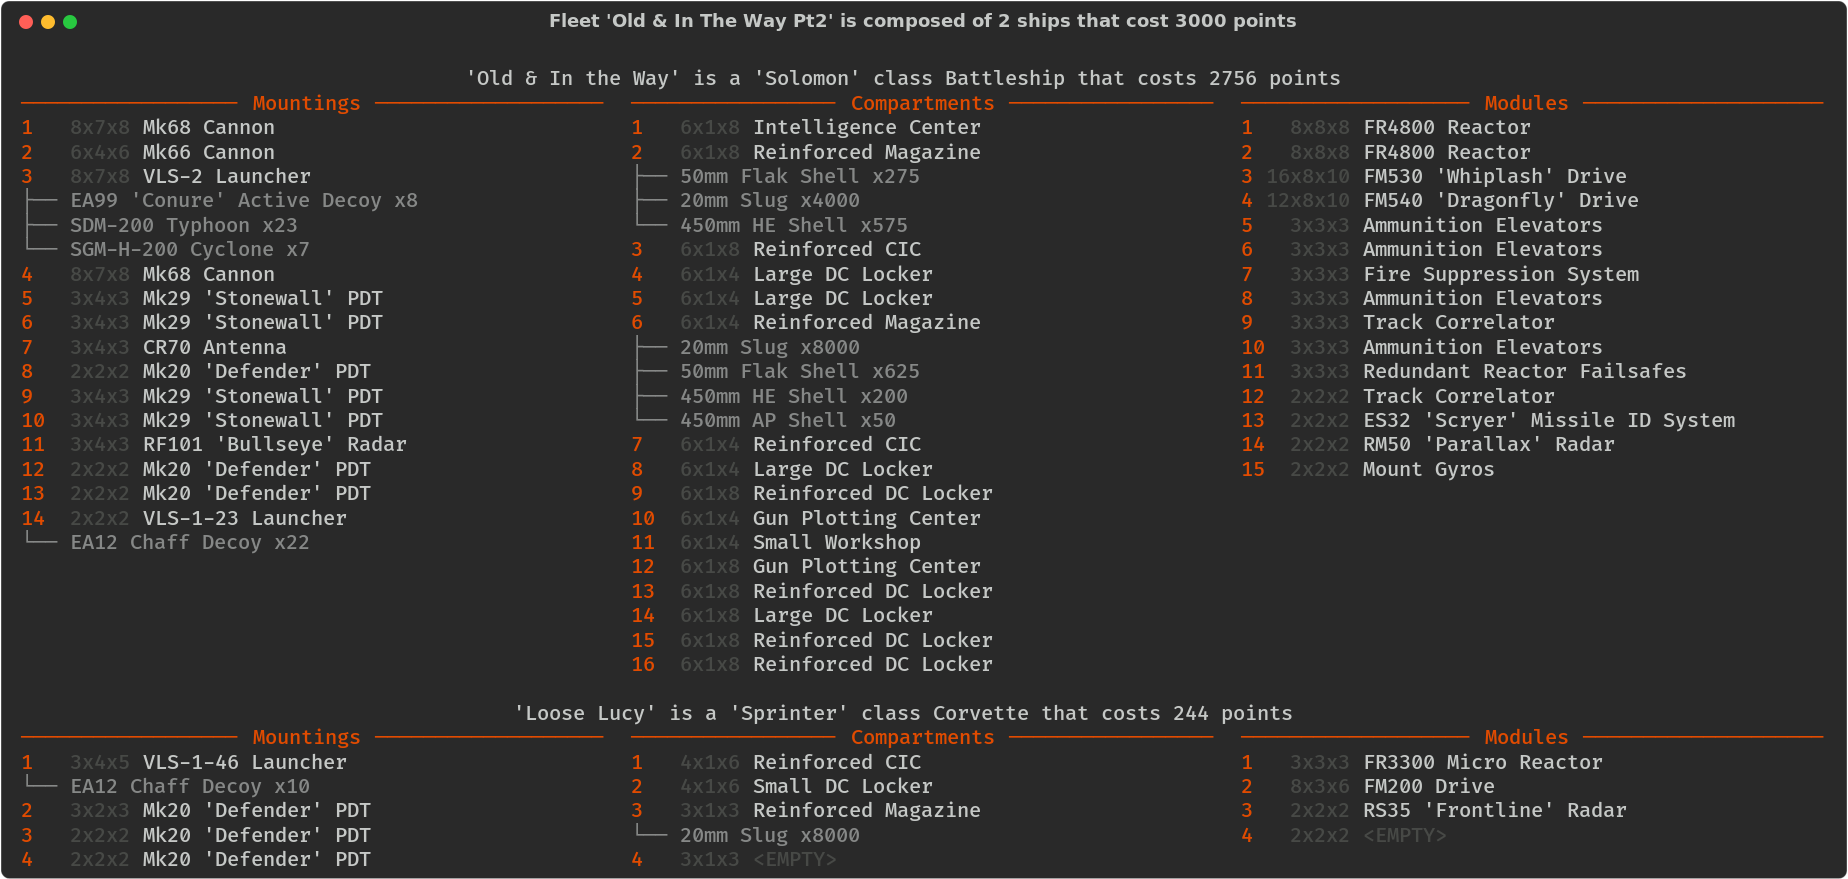 Fleet 'Old & In The Way Pt2' is composed of 2 ships that cost 3000 points
'Old & In the Way' is a 'Solomon' class Battleship that costs 2756 points
Mountings
1 8x7x8 Mk68 Cannon
2 6x4x6 Mk66 Cannon
3 8x7x8 VLS-2 Launcher
├── EA99 'Conure' Active Decoy x8
├── SDM-200 Typhoon x23
└── SGM-H-200 Cyclone x7
4 8x7x8 Mk68 Cannon
5 3x4x3 Mk29 'Stonewall' PDT
6 3x4x3 Mk29 'Stonewall' PDT
7 3x4x3 CR70 Antenna
8 2x2x2 Mk20 'Defender' PDT
9 3x4x3 Mk29 'Stonewall' PDT
10 3x4x3 Mk29 'Stonewall' PDT
11 3x4x3 RF101 'Bullseye' Radar
12 2x2x2 Mk20 'Defender' PDT
13 2x2x2 Mk20 'Defender' PDT
14 2x2x2 VLS-1-23 Launcher
└── EA12 Chaff Decoy x22
Compartments
1 6x1x8 Intelligence Center
2 6x1x8 Reinforced Magazine
├── 50mm Flak Shell x275
├── 20mm Slug x4000
└── 450mm HE Shell x575
3 6x1x8 Reinforced CIC
4 6x1x4 Large DC Locker
5 6x1x4 Large DC Locker
6 6x1x4 Reinforced Magazine
├── 20mm Slug x8000
├── 50mm Flak Shell x625
├── 450mm HE Shell x200
└── 450mm AP Shell x50
7 6x1x4 Reinforced CIC
8 6x1x4 Large DC Locker
9 6x1x8 Reinforced DC Locker
10 6x1x4 Gun Plotting Center
11 6x1x4 Small Workshop
12 6x1x8 Gun Plotting Center
13 6x1x8 Reinforced DC Locker
14 6x1x8 Large DC Locker
15 6x1x8 Reinforced DC Locker
16 6x1x8 Reinforced DC Locker
Modules
1 8x8x8 FR4800 Reactor
2 8x8x8 FR4800 Reactor
3 16x8x10 FM530 'Whiplash' Drive
4 12x8x10 FM540 'Dragonfly' Drive
5 3x3x3 Ammunition Elevators
6 3x3x3 Ammunition Elevators
7 3x3x3 Fire Suppression System
8 3x3x3 Ammunition Elevators
9 3x3x3 Track Correlator
10 3x3x3 Ammunition Elevators
11 3x3x3 Redundant Reactor Failsafes
12 2x2x2 Track Correlator
13 2x2x2 ES32 'Scryer' Missile ID System
14 2x2x2 RM50 'Parallax' Radar
15 2x2x2 Mount Gyros
'Loose Lucy' is a 'Sprinter' class Corvette that costs 244 points
Mountings
1 3x4x5 VLS-1-46 Launcher
└── EA12 Chaff Decoy x10
2 3x2x3 Mk20 'Defender' PDT
3 2x2x2 Mk20 'Defender' PDT
4 2x2x2 Mk20 'Defender' PDT
Compartments
1 4x1x6 Reinforced CIC
2 4x1x6 Small DC Locker
3 3x1x3 Reinforced Magazine
└── 20mm Slug x8000
4 3x1x3 <EMPTY>
Modules
1 3x3x3 FR3300 Micro Reactor
2 8x3x6 FM200 Drive
3 2x2x2 RS35 'Frontline' Radar
4 2x2x2 <EMPTY>